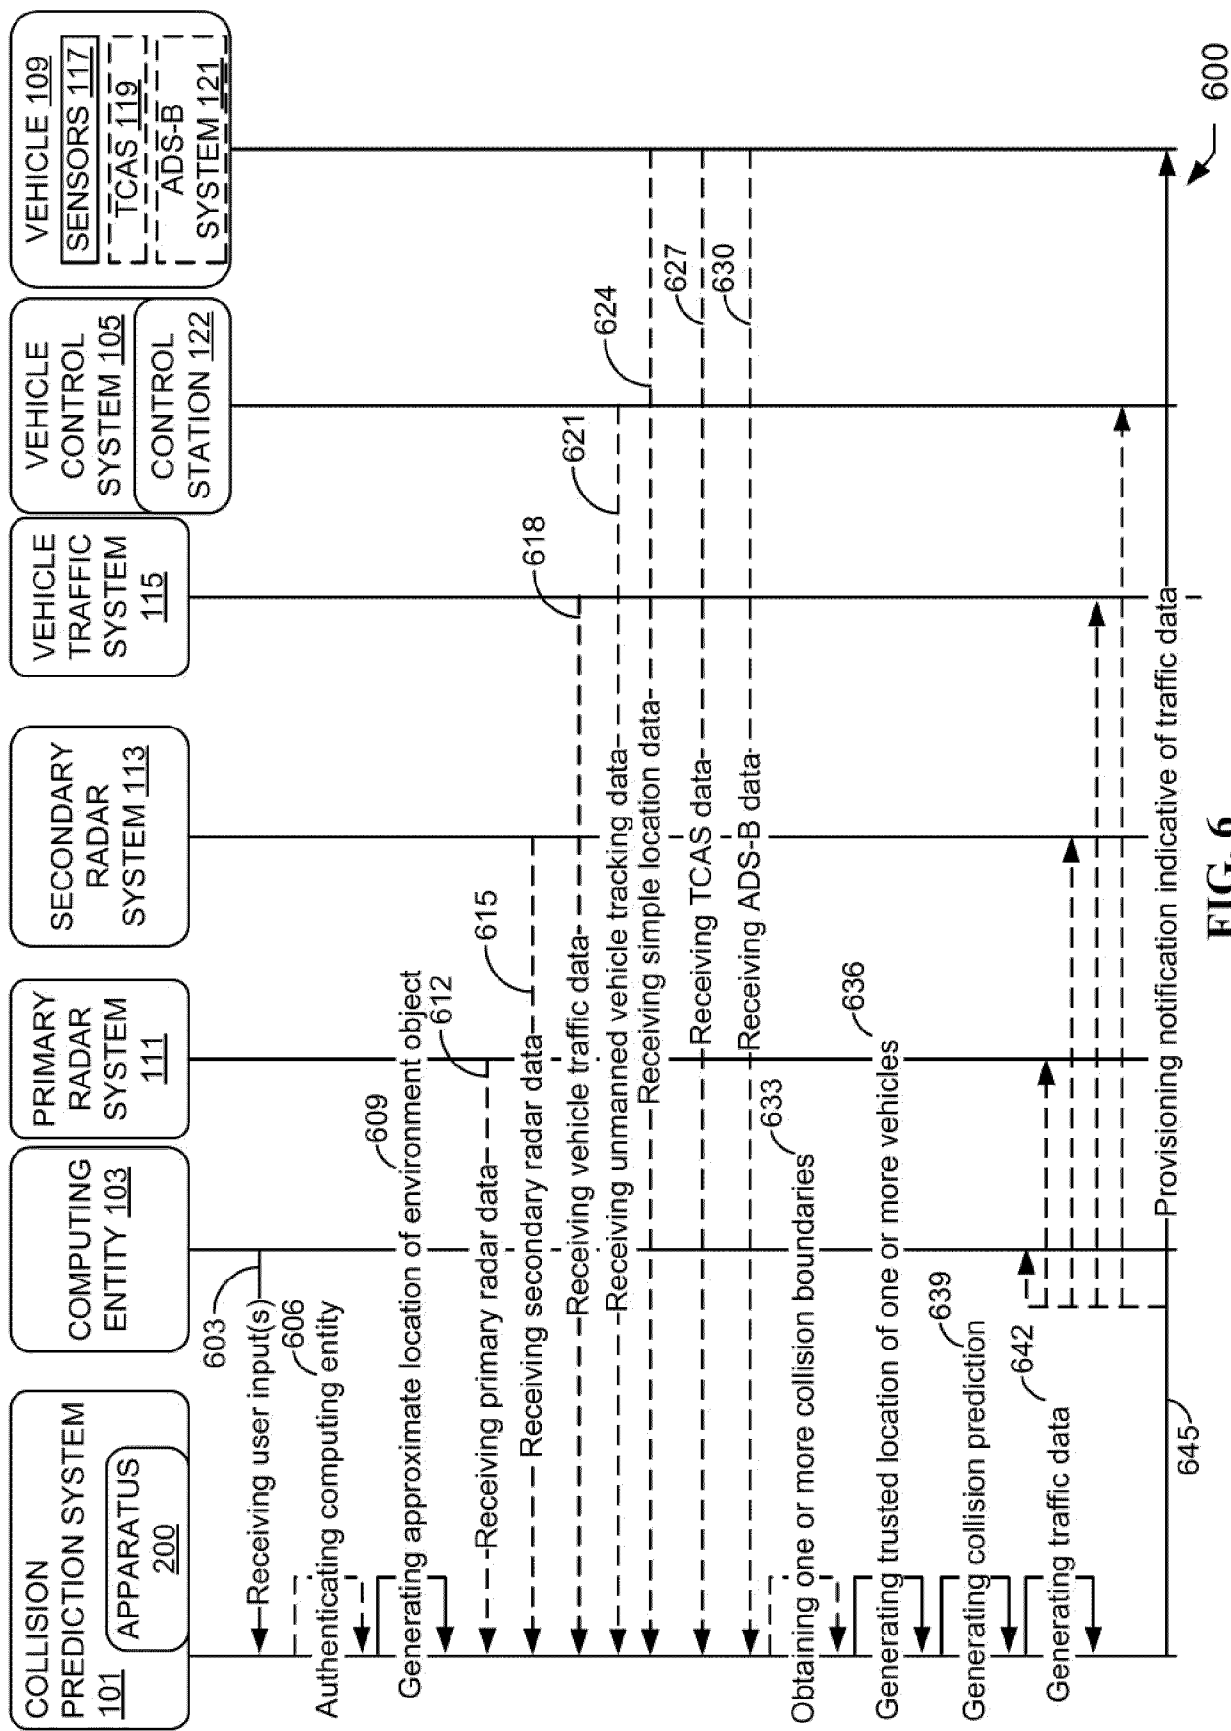 COLLISION
PREDICTION SYSTEM
101
APPARATUS
200
COMPUTING
ENTITY 103
PRIMARY
RADAR
SYSTEM
111
SECONDARY
RADAR
SYSTEM 113
VEHICLE
TRAFFIC
SYSTEM
115
VEHICLE
CONTROL
SYSTEM 105
CONTROL
STATION 122
VEHICLE 109
SENSORS 117
TCAS 119
ADS-B
SYSTEM 121
603
Receiving user input(s)
606
Authenticating computing entity
609
Generating approximate location of environment object
612
Receiving primary radar data
615
Receiving secondary radar data
618
Receiving vehicle traffic data
621
Receiving unmanned vehicle tracking data
624
Receiving simple location data
627
Receiving TCAS data
630
Receiving ADS-B data
633
Obtaining one or more collision boundaries
636
Generating trusted location of one or more vehicles
639
Generating collision prediction
642
Generating traffic data
645
Provisioning notification indicative of traffic data
600
FIG. 6